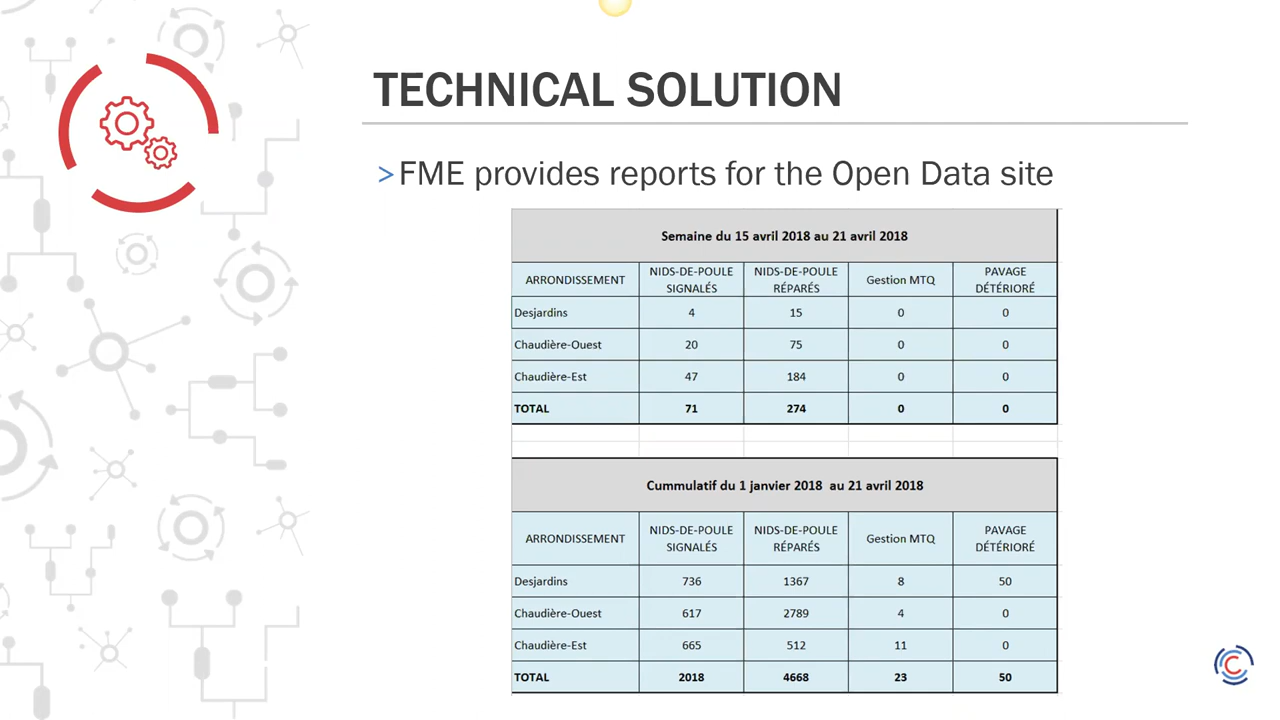 TECHNICAL SOLUTION
>FME provides reports for the Open Data site
Semaine du 15 avril 2018 au 21 avril 2018
ARRONDISSEMENT NIDS-DE-POULE SIGNALÉS NIDS-DE-POULE RÉPARÉS Gestion MTQ PAVAGE DÉTÉRIORÉ
Desjardins 4 15 0 0
Chaudière-Ouest 20 75 0 0
Chaudière-Est 47 184 0 0
TOTAL 71 274 0 0
Cummulatif du 1 janvier 2018 au 21 avril 2018
ARRONDISSEMENT NIDS-DE-POULE SIGNALÉS NIDS-DE-POULE RÉPARÉS Gestion MTQ PAVAGE DÉTÉRIORÉ
Desjardins 736 1367 8 50
Chaudière-Ouest 617 2789 4 0
Chaudière-Est 665 512 11 0
TOTAL 2018 4668 23 50